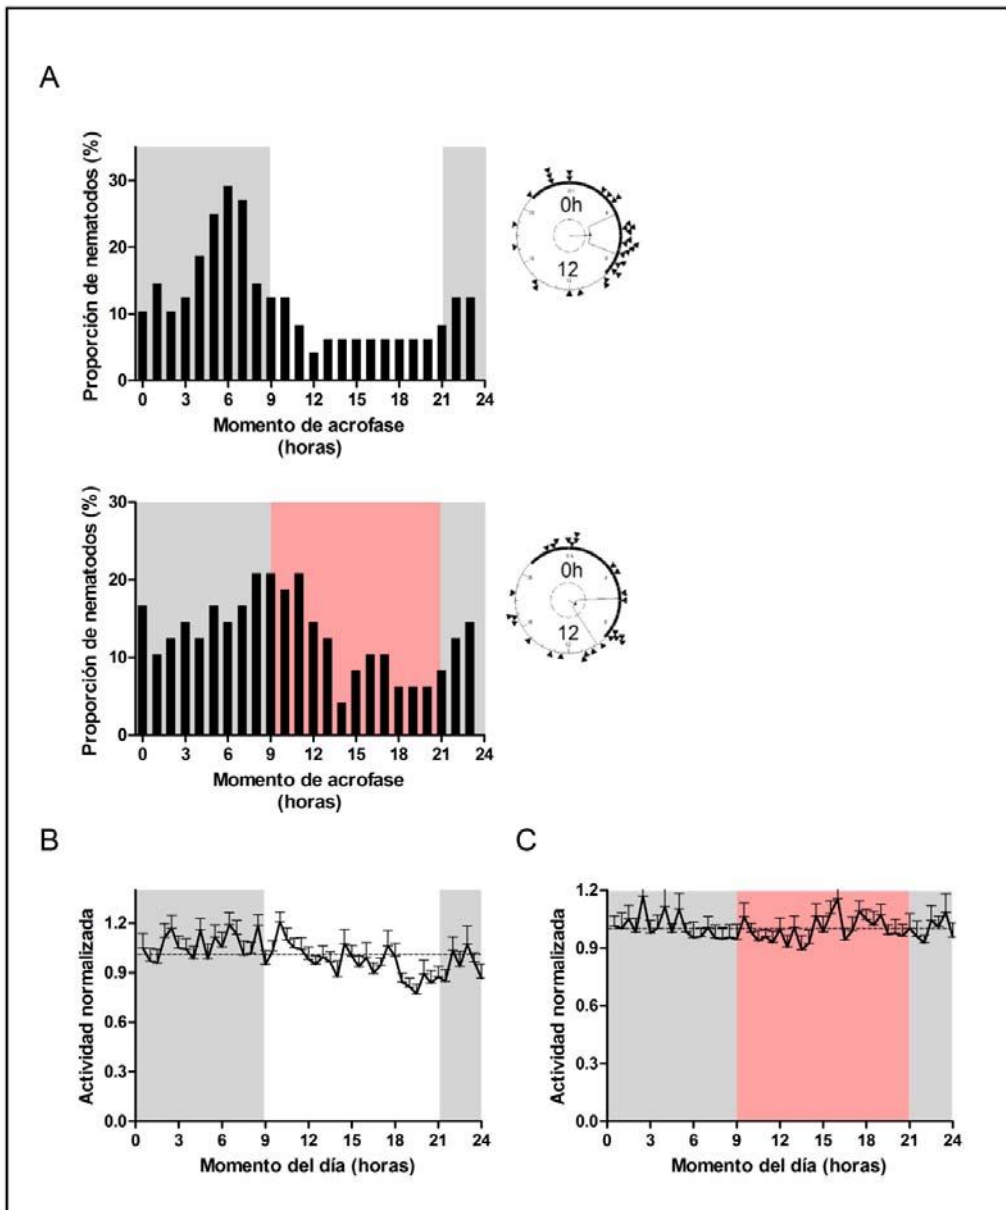 A
Proporción de nematodos (%)
30
20
10
0
0 3 6 9 12 15 18 21 24
Momento de acrofase
(horas)
0h
12
Proporción de nematodos (%)
30
20
10
0
0 3 6 9 12 15 18 21 24
Momento de acrofase
(horas)
0h
12
B
Actividad normalizada
1.2
0.9
0.6
0.3
0.0
0 3 6 9 12 15 18 21 24
Momento del día (horas)
C
Actividad normalizada
1.2
0.9
0.6
0.3
0.0
0 3 6 9 12 15 18 21 24
Momento del día (horas)